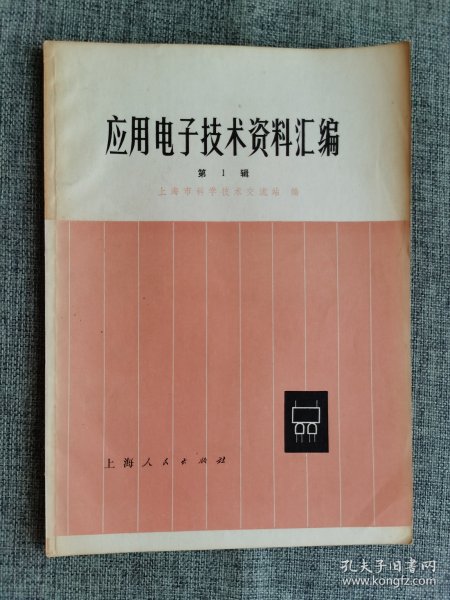 应用电子技术资料汇编
第 1 辑
上海市科学技术交流站 编
上海人民出版社
孔夫子旧书网
www.kongfz.com